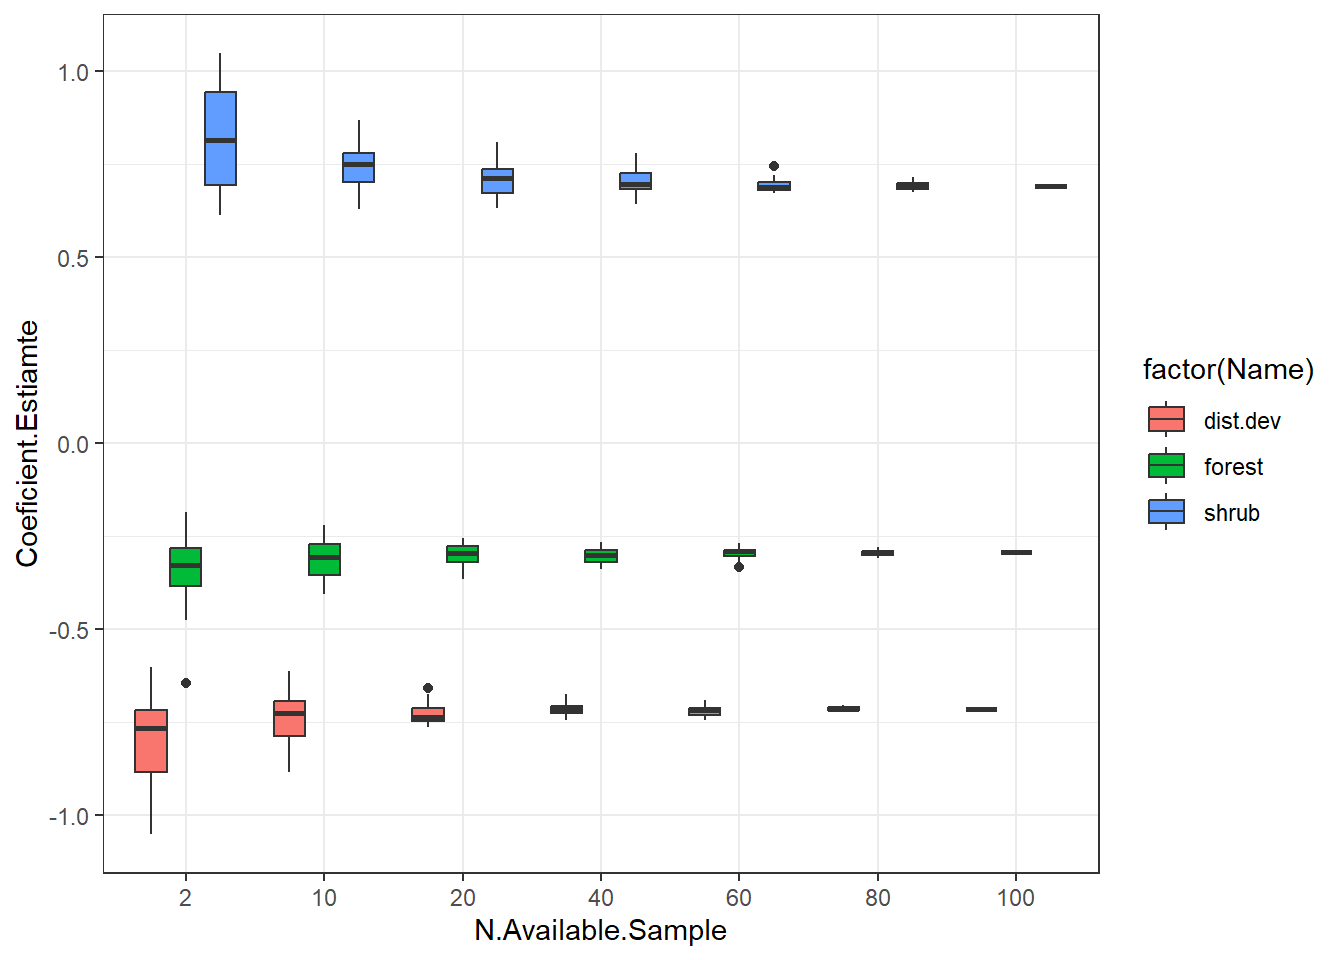 1.0
0.5
0.0
-0.5
-1.0
Coeficient.Estiamte
2 10 20 40 60 80 100
N.Available.Sample
factor(Name)
dist.dev
forest
shrub